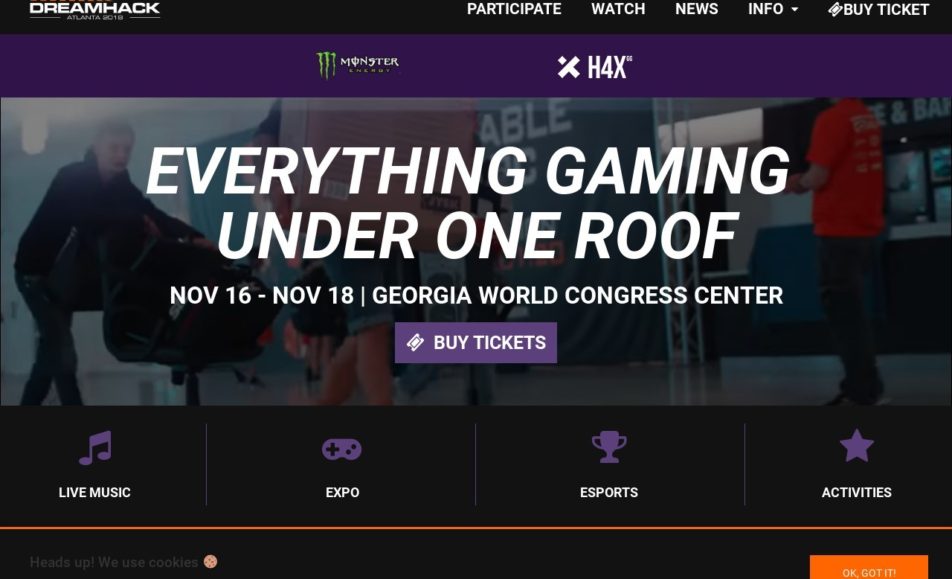 DREAMHACK
ATLANTA 2018
PARTICIPATE
WATCH
NEWS
INFO
BUY TICKET
MONSTER
ENERGY
H4X
ABLE
E & BA
EVERYTHING GAMING
UNDER ONE ROOF
NOV 16 - NOV 18 | GEORGIA WORLD CONGRESS CENTER
BUY TICKETS
LIVE MUSIC
EXPO
ESPORTS
ACTIVITIES
Heads up! We use cookies
OK, GOT IT!